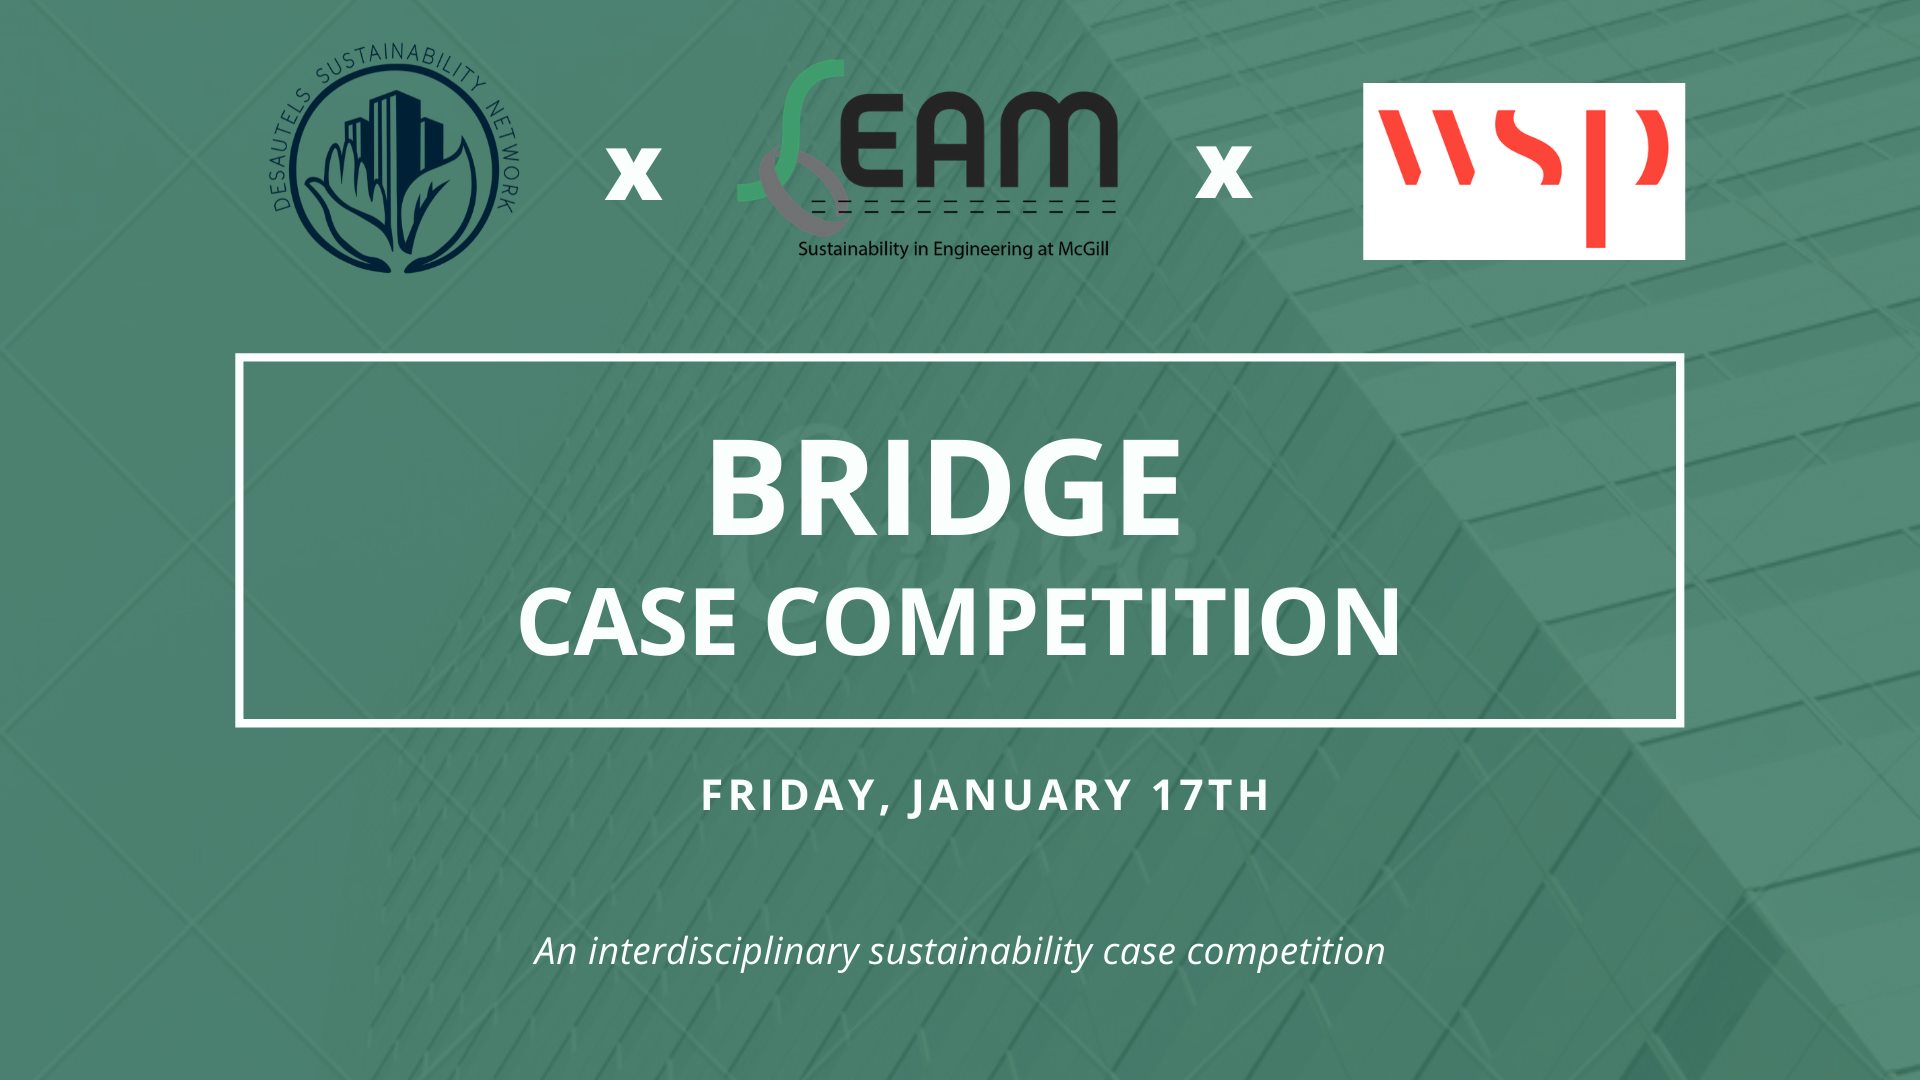 DESAUTELS SUSTAINABILITY NETWORK
x
SEAM
Sustainability in Engineering at McGill
x
wsp
BRIDGE
CASE COMPETITION
Canva
FRIDAY, JANUARY 17TH
An interdisciplinary sustainability case competition